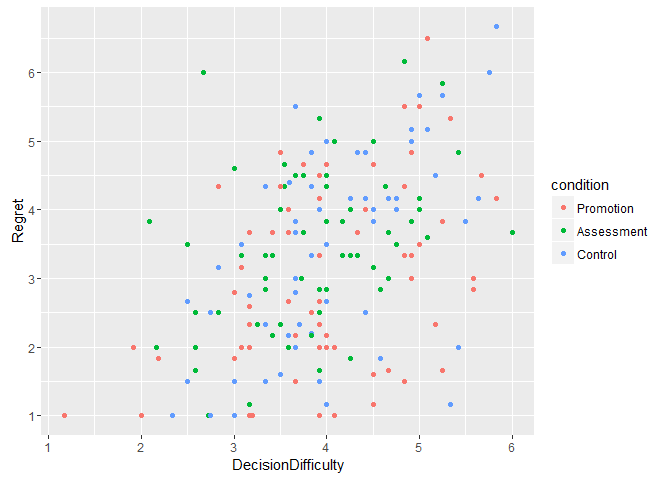 6
5
4
3
2
1
Regret
1 2 3 4 5 6
DecisionDifficulty
condition
Promotion
Assessment
Control